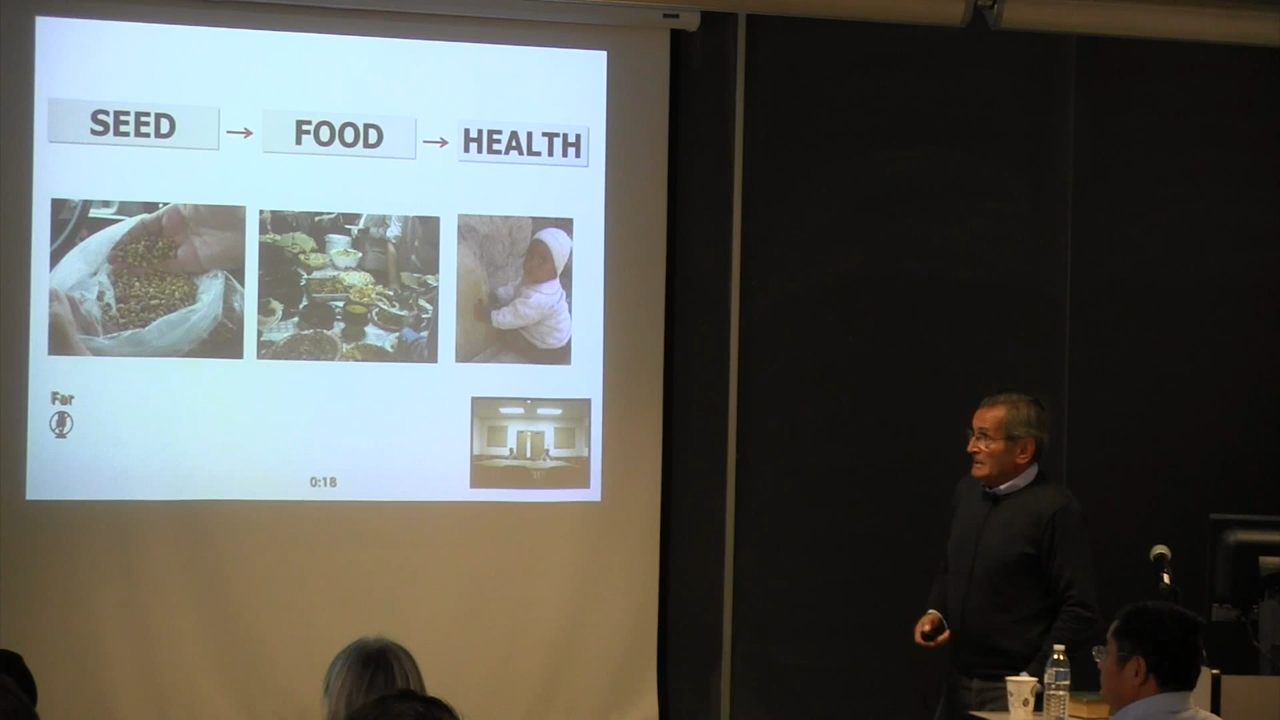 SEED → FOOD → HEALTH
Far
0:18